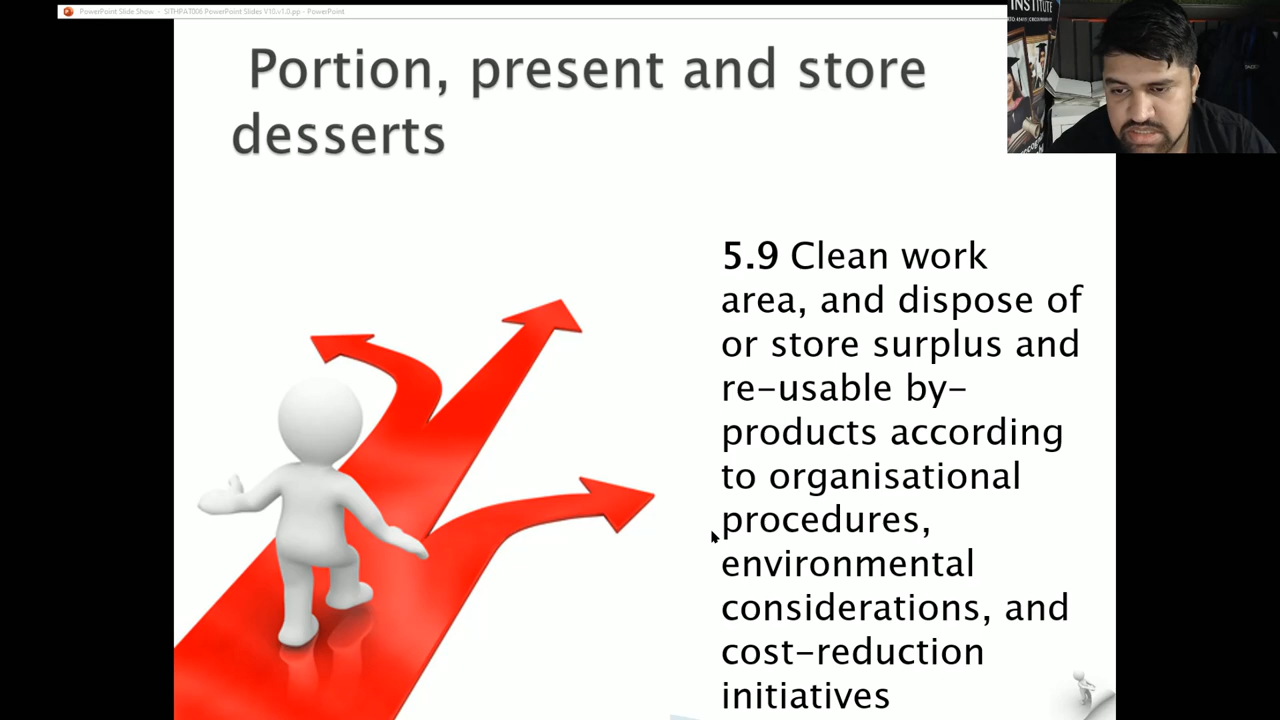 PowerPoint Slide Show - SITHPAT006 PowerPoint Slides V10.v1.0.pp - PowerPoint
INSTITUTE
Portion, present and store
desserts
5.9 Clean work
area, and dispose of
or store surplus and
re-usable by-
products according
to organisational
procedures,
environmental
considerations, and
cost-reduction
initiatives